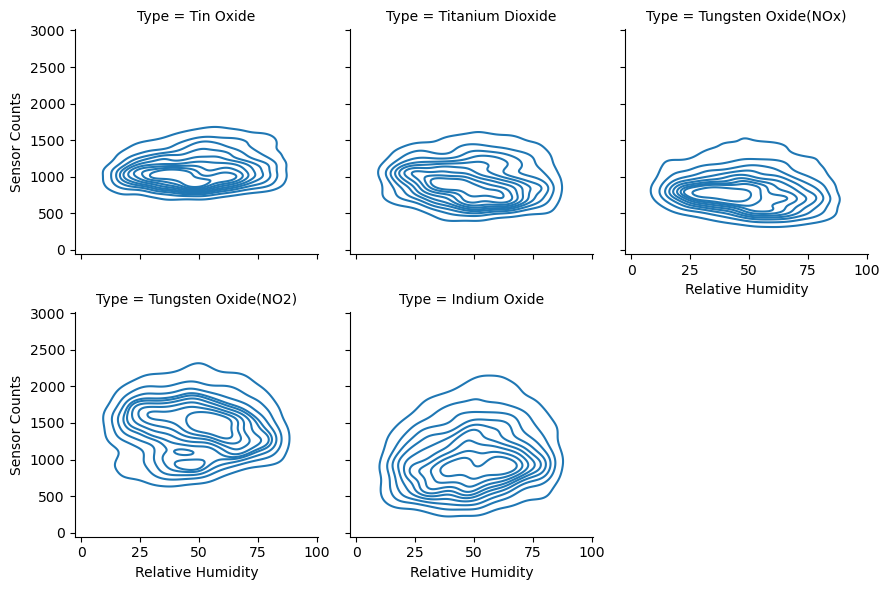 Type = Tin Oxide
Type = Titanium Dioxide
Type = Tungsten Oxide(NOx)
3000
2500
2000
1500
1000
500
0
Sensor Counts
0 25 50 75 100
Relative Humidity
Type = Tungsten Oxide(NO2)
Type = Indium Oxide
3000
2500
2000
1500
1000
500
0
Sensor Counts
0 25 50 75 100
0 25 50 75 100
Relative Humidity
Relative Humidity